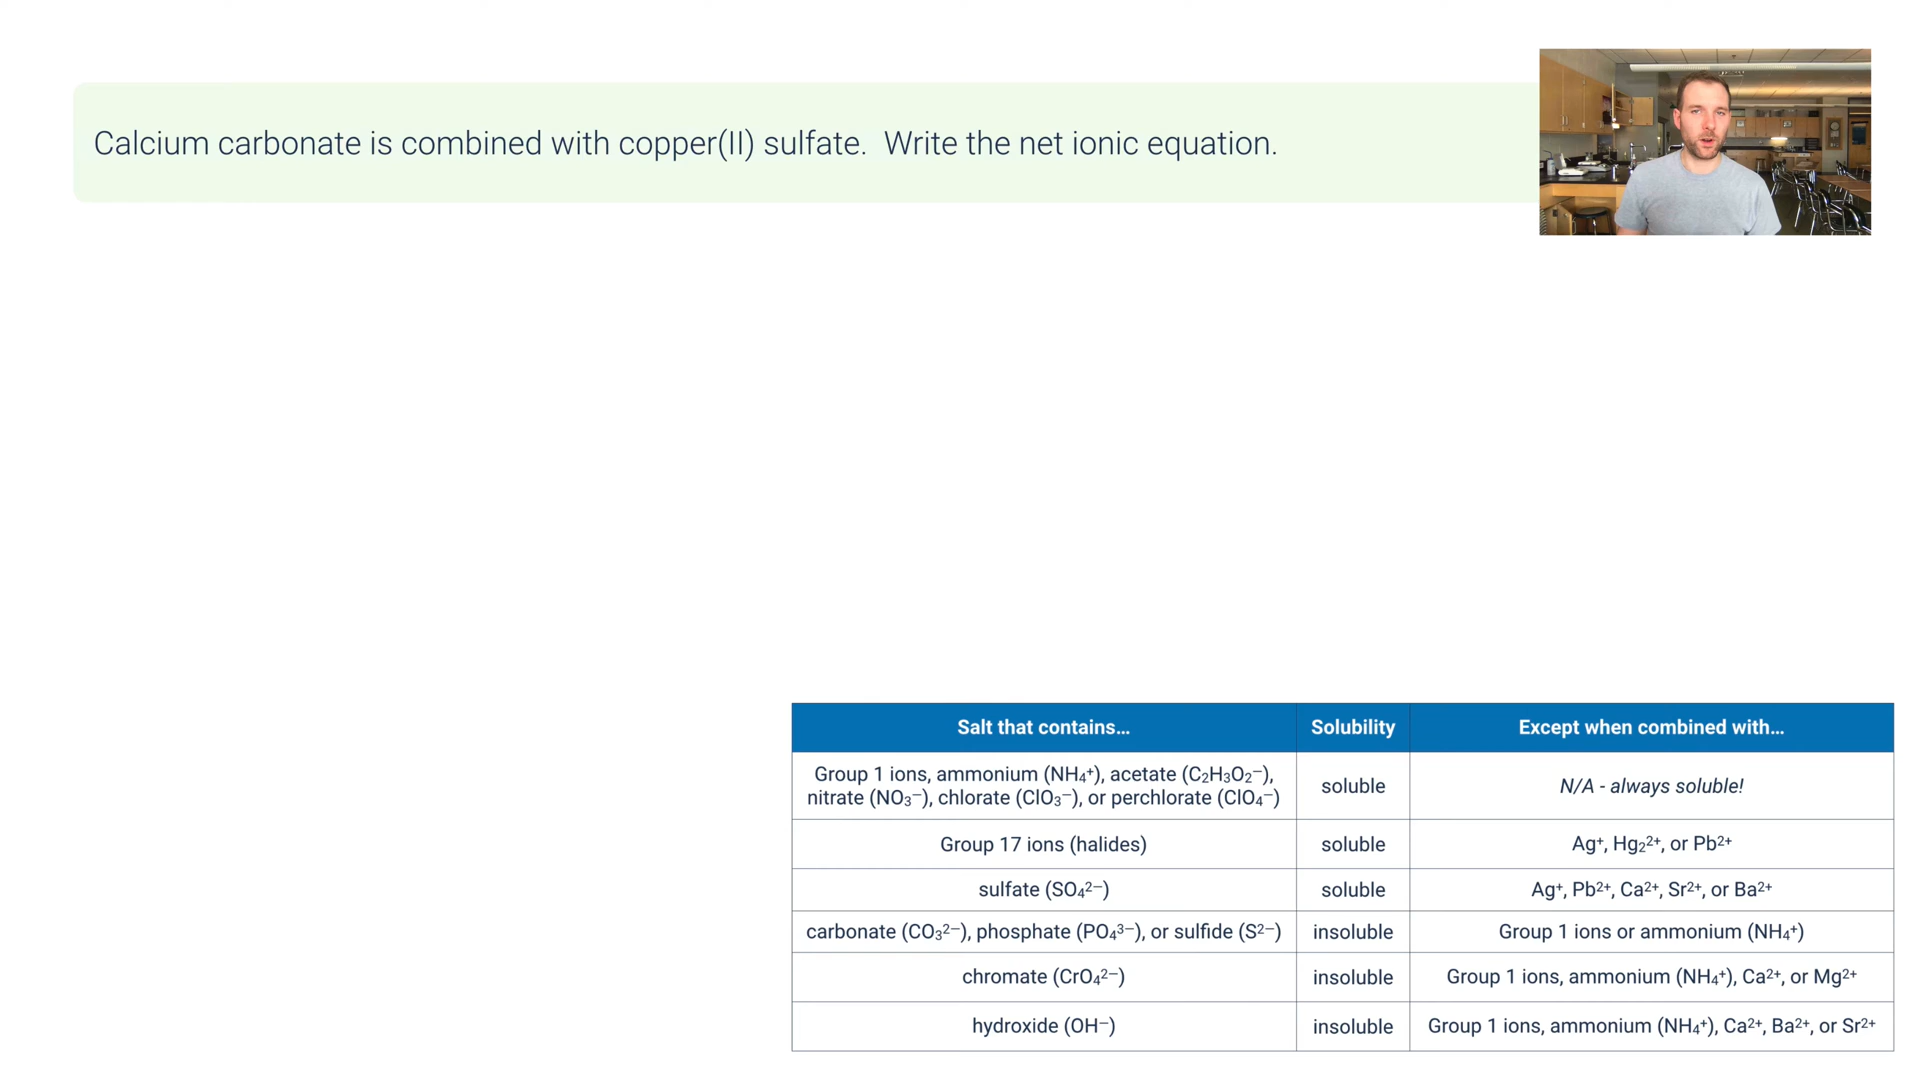 Calcium carbonate is combined with copper(II) sulfate.  Write the net ionic equation.
Salt that contains… Solubility Except when combined with…
Group 1 ions, ammonium (NH₄⁺), acetate (C₂H₃O₂⁻),
nitrate (NO₃⁻), chlorate (ClO₃⁻), or perchlorate (ClO₄⁻) soluble N/A - always soluble!
Group 17 ions (halides) soluble Ag⁺, Hg₂²⁺, or Pb²⁺
sulfate (SO₄²⁻) soluble Ag⁺, Pb²⁺, Ca²⁺, Sr²⁺, or Ba²⁺
carbonate (CO₃²⁻), phosphate (PO₄³⁻), or sulfide (S²⁻) insoluble Group 1 ions or ammonium (NH₄⁺)
chromate (CrO₄²⁻) insoluble Group 1 ions, ammonium (NH₄⁺), Ca²⁺, or Mg²⁺
hydroxide (OH⁻) insoluble Group 1 ions, ammonium (NH₄⁺), Ca²⁺, Ba²⁺, or Sr²⁺